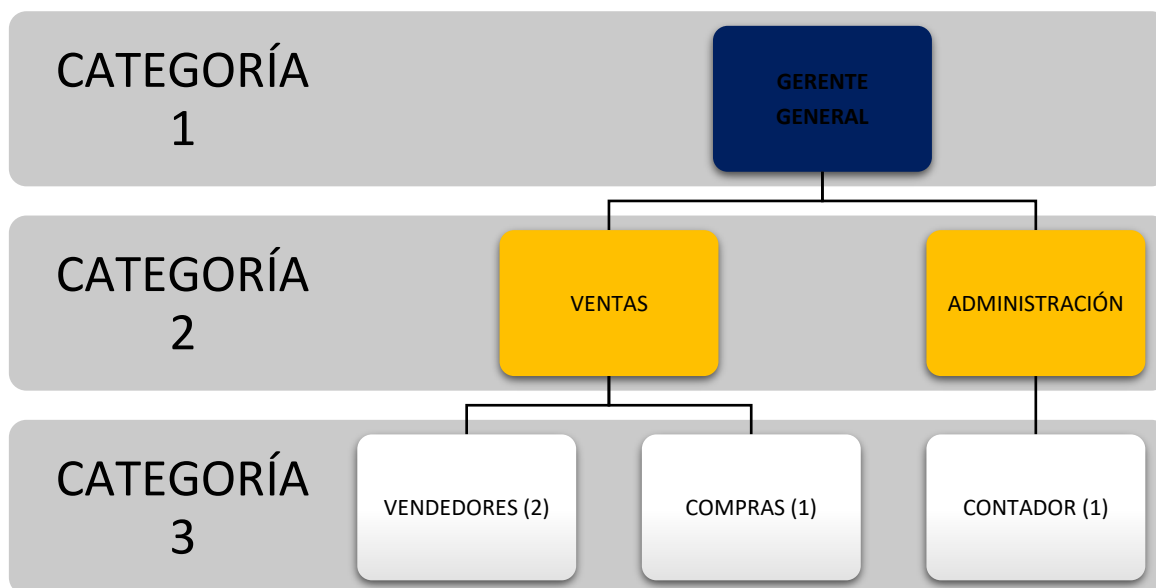 CATEGORÍA
1
GERENTE
GENERAL
CATEGORÍA
2
VENTAS
ADMINISTRACIÓN
CATEGORÍA
3
VENDEDORES (2)
COMPRAS (1)
CONTADOR (1)